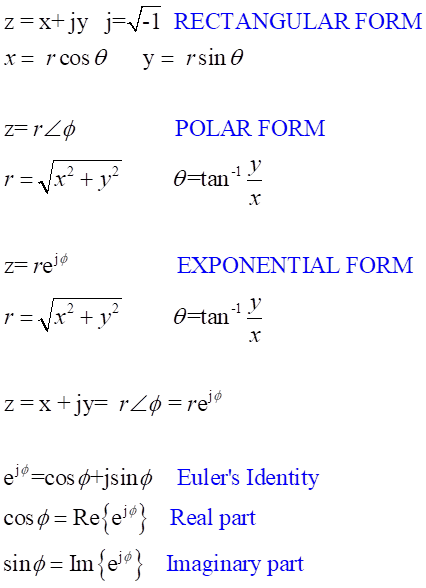 z = x+ jy j=√-1 RECTANGULAR FORM
x = r cos θ y = r sin θ
z= r∠ϕ POLAR FORM
r = √x² + y² θ=tan⁻¹ y/x
z= re^jϕ EXPONENTIAL FORM
r = √x² + y² θ=tan⁻¹ y/x
z = x + jy= r∠ϕ = re^jϕ
e^jϕ=cosϕ+jsinϕ Euler's Identity
cosϕ = Re{e^jϕ} Real part
sinϕ = Im{e^jϕ} Imaginary part